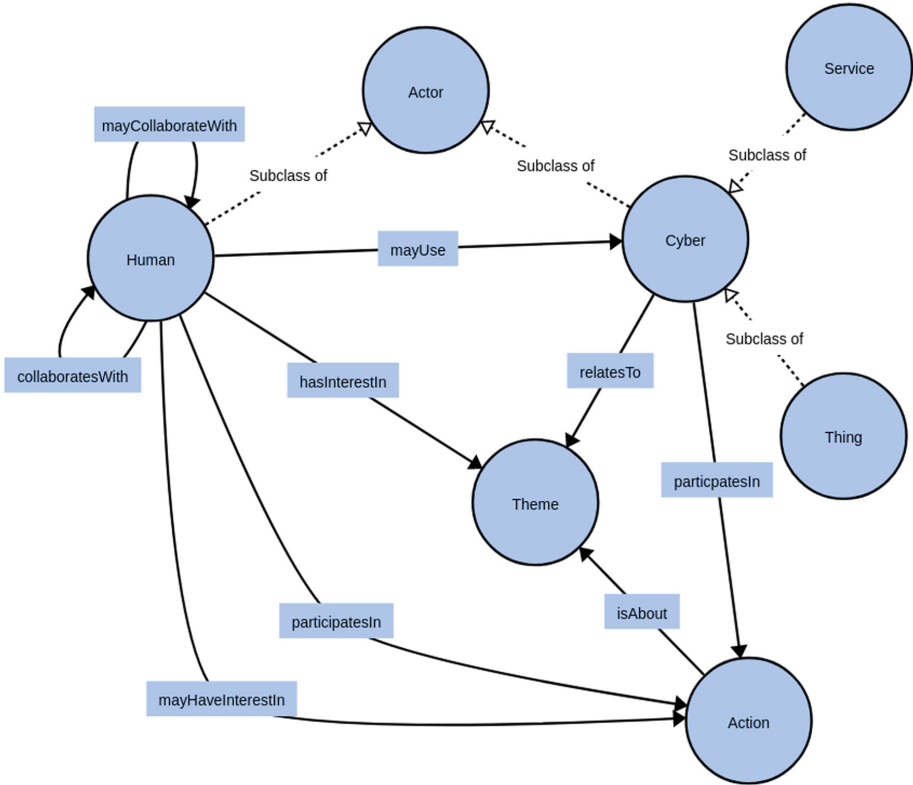 Service
Actor
mayCollaborateWith
Subclass of
Subclass of
Subclass of
Human
mayUse
Cyber
Subclass of
collaboratesWith
hasInterestIn
relatesTo
Thing
Theme
particpatesIn
isAbout
participatesIn
mayHaveInterestIn
Action